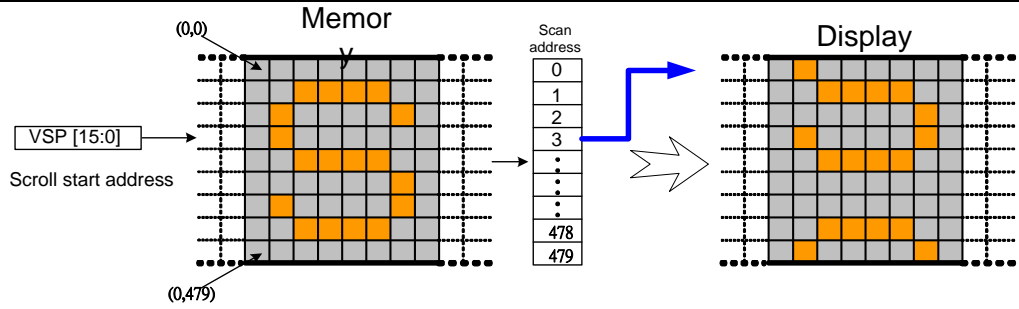 Memor
y
(0,0)
VSP [15:0]
Scroll start address
(0,479)
Scan
address
0
1
2
3
478
479
Display